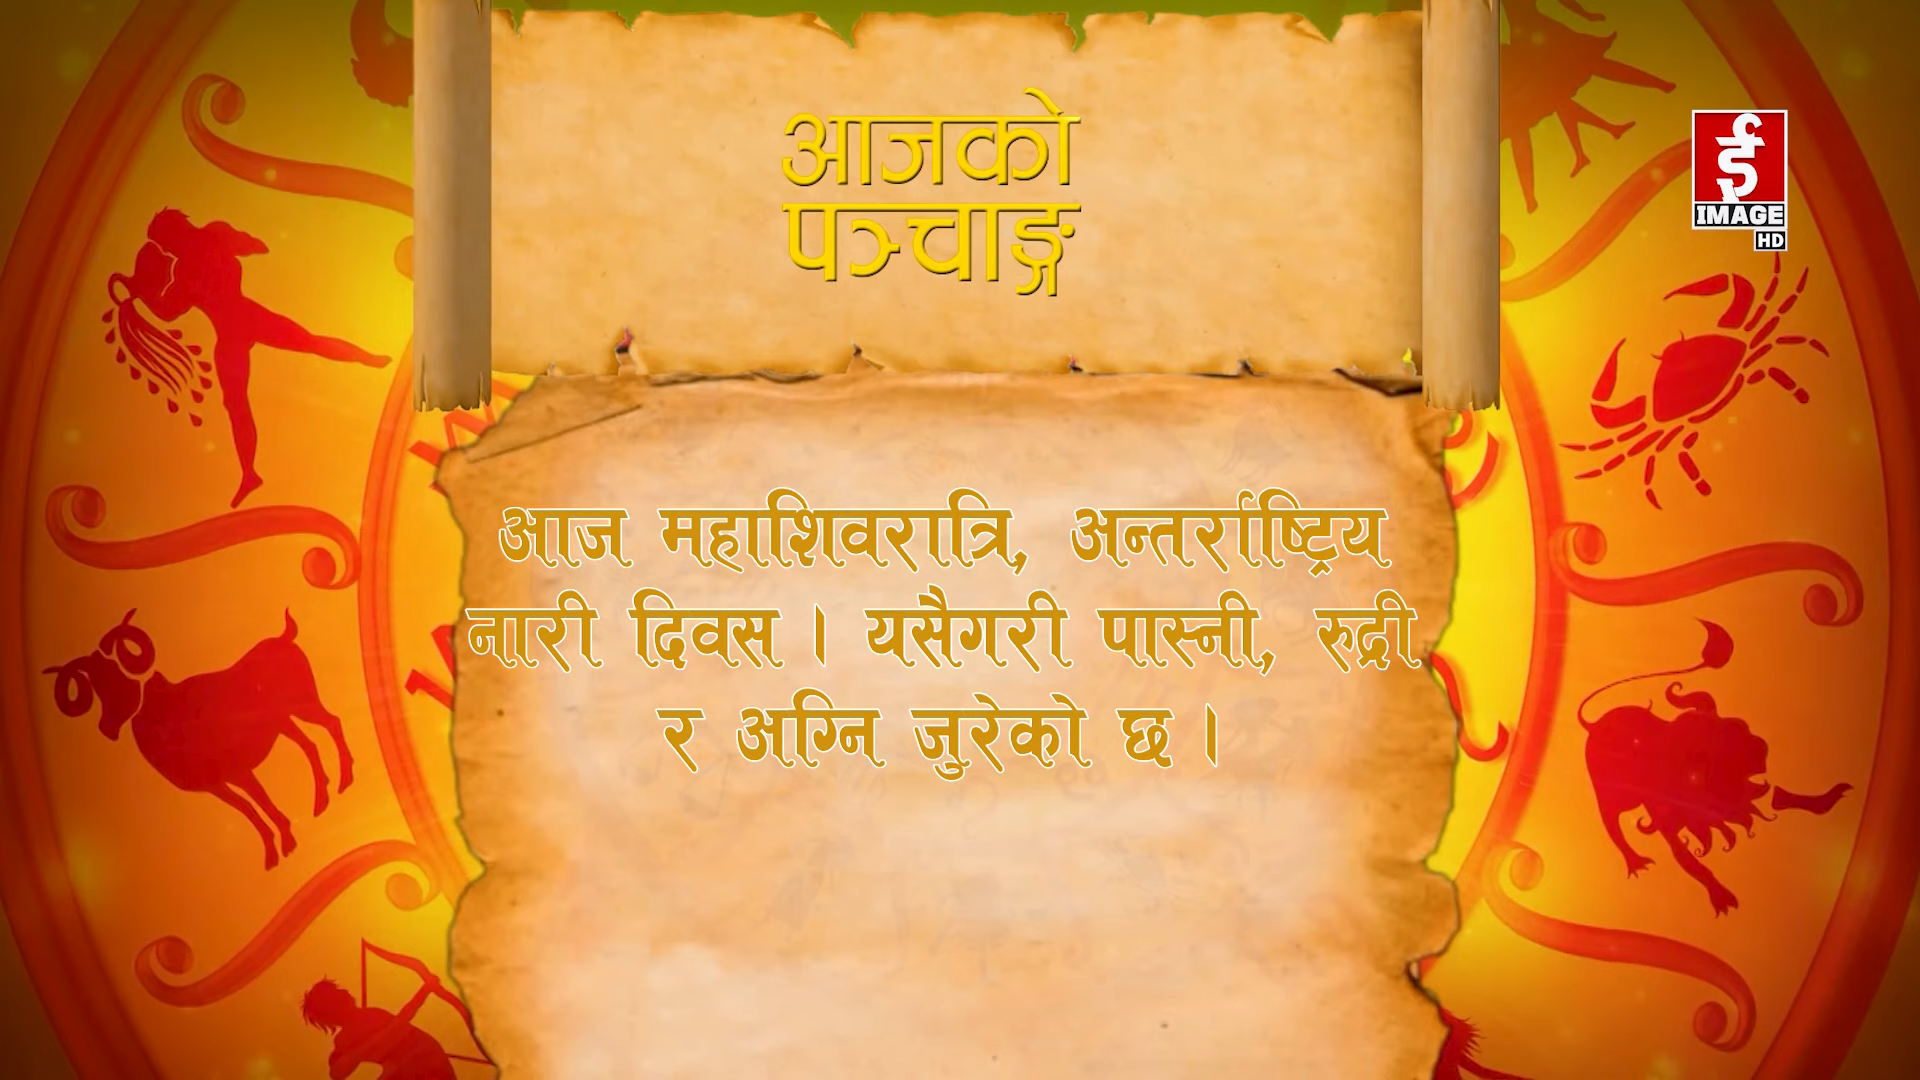 आजको
पञ्चाङ्ग
ई
IMAGE
HD
आज महाशिवरात्रि, अन्तर्राष्ट्रिय
नारी दिवस । यसैगरी पास्नी, रुद्री
र अग्नि जुरेको छ ।